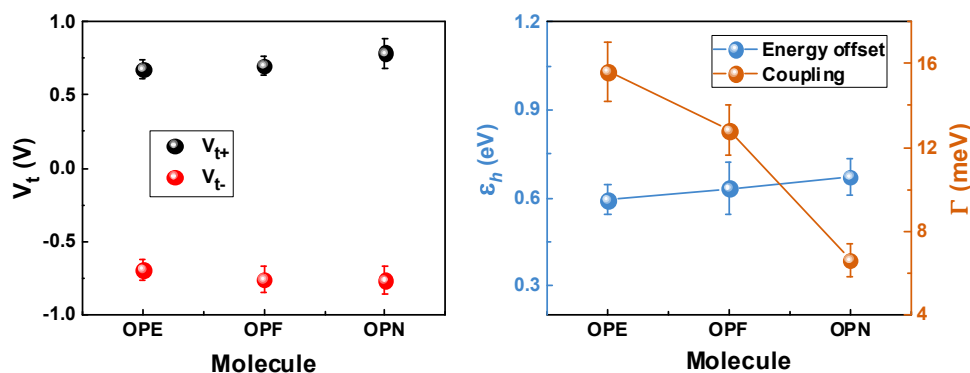 1.0
0.5
0.0
-0.5
-1.0
V_t (V)
V_t+
V_t-
OPE OPF OPN
Molecule
1.2
0.9
0.6
0.3
ε_h (eV)
Energy offset
Coupling
16
12
8
4
Γ (meV)
OPE OPF OPN
Molecule